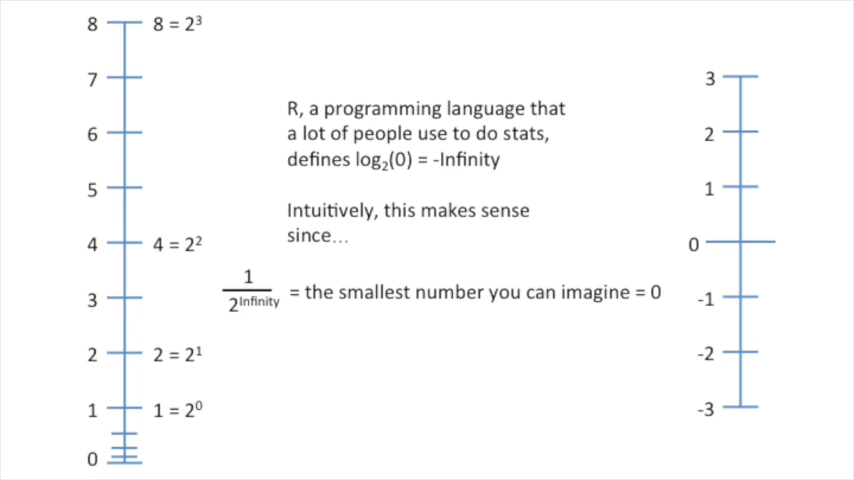 8
8 = 2³
7
6
5
4
4 = 2²
3
2
2 = 2¹
1
1 = 2⁰
0
R, a programming language that
a lot of people use to do stats,
defines log₂(0) = -Infinity
Intuitively, this makes sense
since…
1
2^Infinity
= the smallest number you can imagine = 0
3
2
1
0
-1
-2
-3